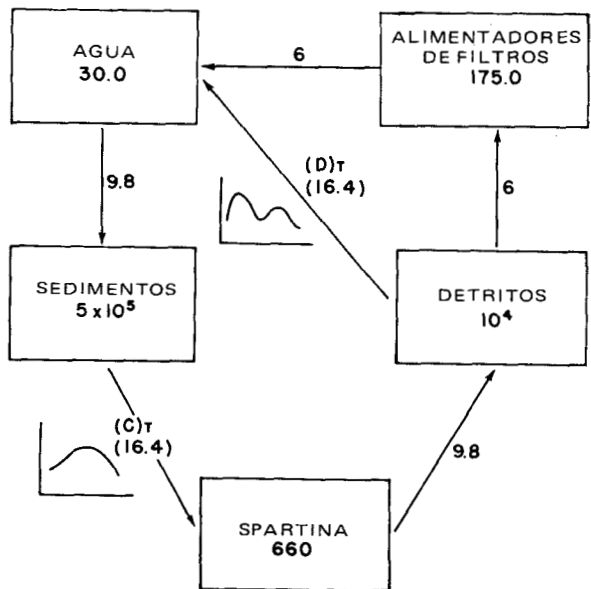 AGUA
30.0
ALIMENTADORES
DE FILTROS
175.0
6
9.8
(D)T
(16.4)
6
SEDIMENTOS
5 x 10⁵
DETRITOS
10⁴
(C)T
(16.4)
9.8
SPARTINA
660